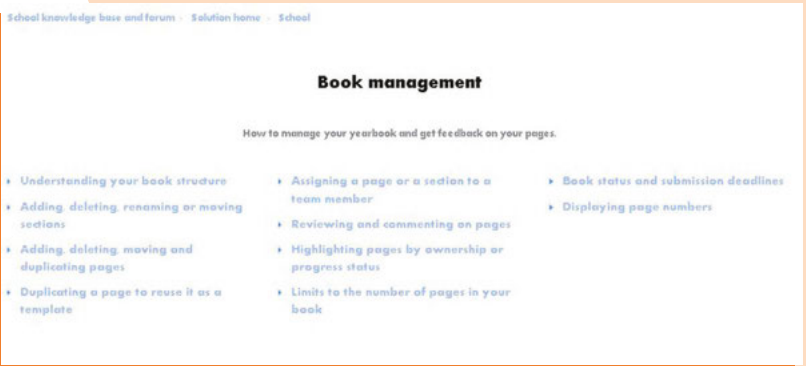 School knowledge base and forum Solution home School
Book management
How to manage your yearbook and get feedback on your pages.
Understanding your book structure
Adding, deleting, renaming or moving
sections
Adding, deleting, moving and
duplicating pages
Duplicating a page to reuse it as a
template
Assigning a page or a section to a
team member
Reviewing and commenting on pages
Highlighting pages by ownership or
progress status
Limits to the number of pages in your
book
Book status and submission deadlines
Displaying page numbers